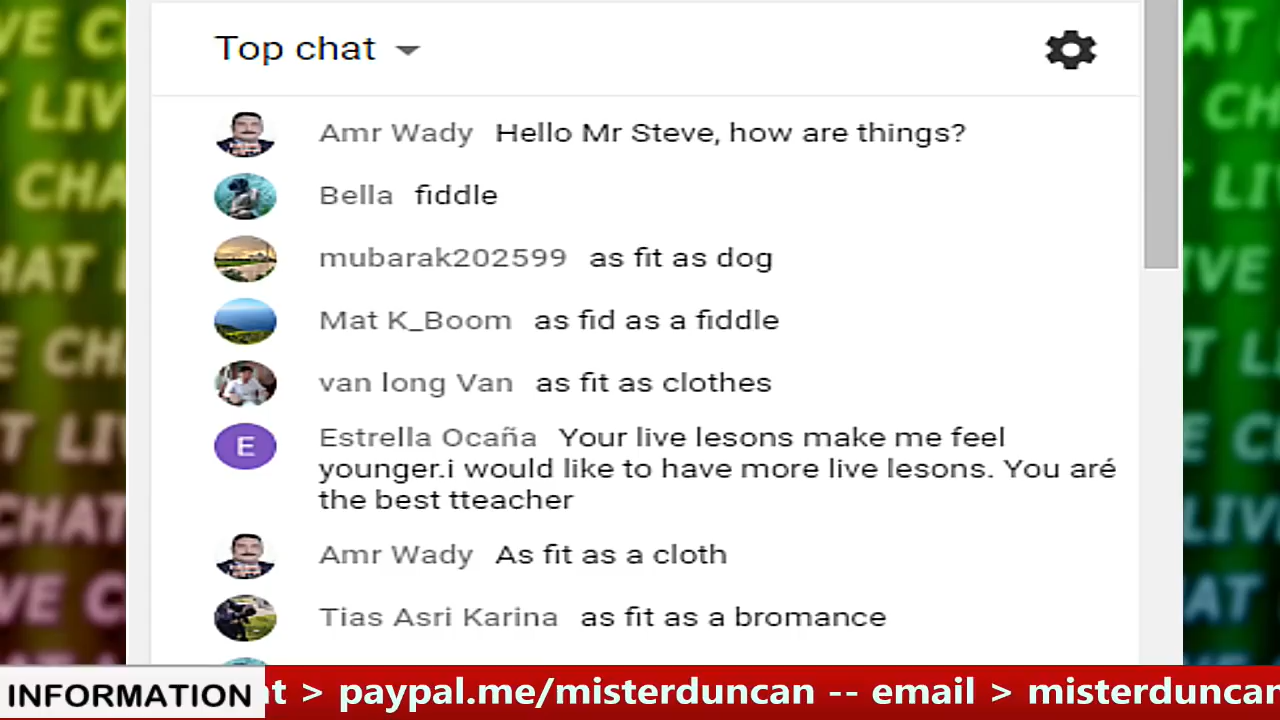 Top chat
Amr Wady Hello Mr Steve, how are things?
Bella fiddle
mubarak202599 as fit as dog
Mat K_Boom as fid as a fiddle
van long Van as fit as clothes
E
Estrella Ocaña Your live lesons make me feel
younger.i would like to have more live lesons. You aré
the best tteacher
Amr Wady As fit as a cloth
Tias Asri Karina as fit as a bromance
INFORMATION
> paypal.me/misterduncan -- email > misterduncan